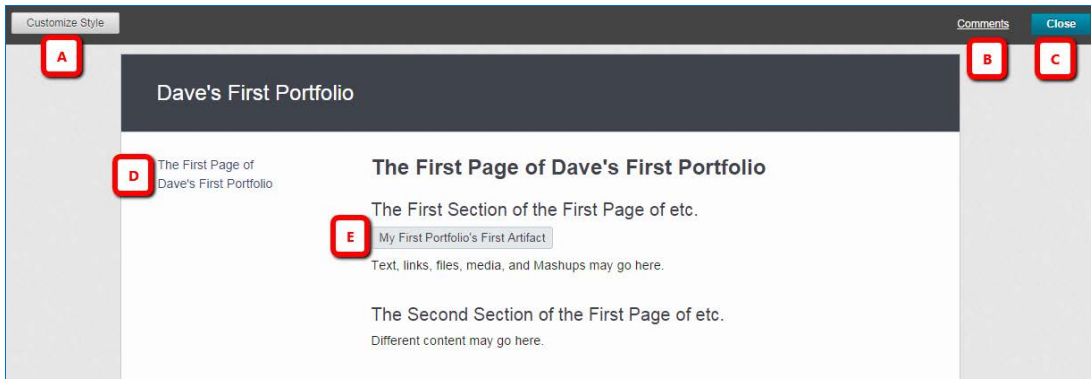 Customize Style
Comments
Close
A
B
C
Dave's First Portfolio
D
The First Page of
Dave's First Portfolio
The First Page of Dave's First Portfolio
The First Section of the First Page of etc.
E
My First Portfolio's First Artifact
Text, links, files, media, and Mashups may go here.
The Second Section of the First Page of etc.
Different content may go here.